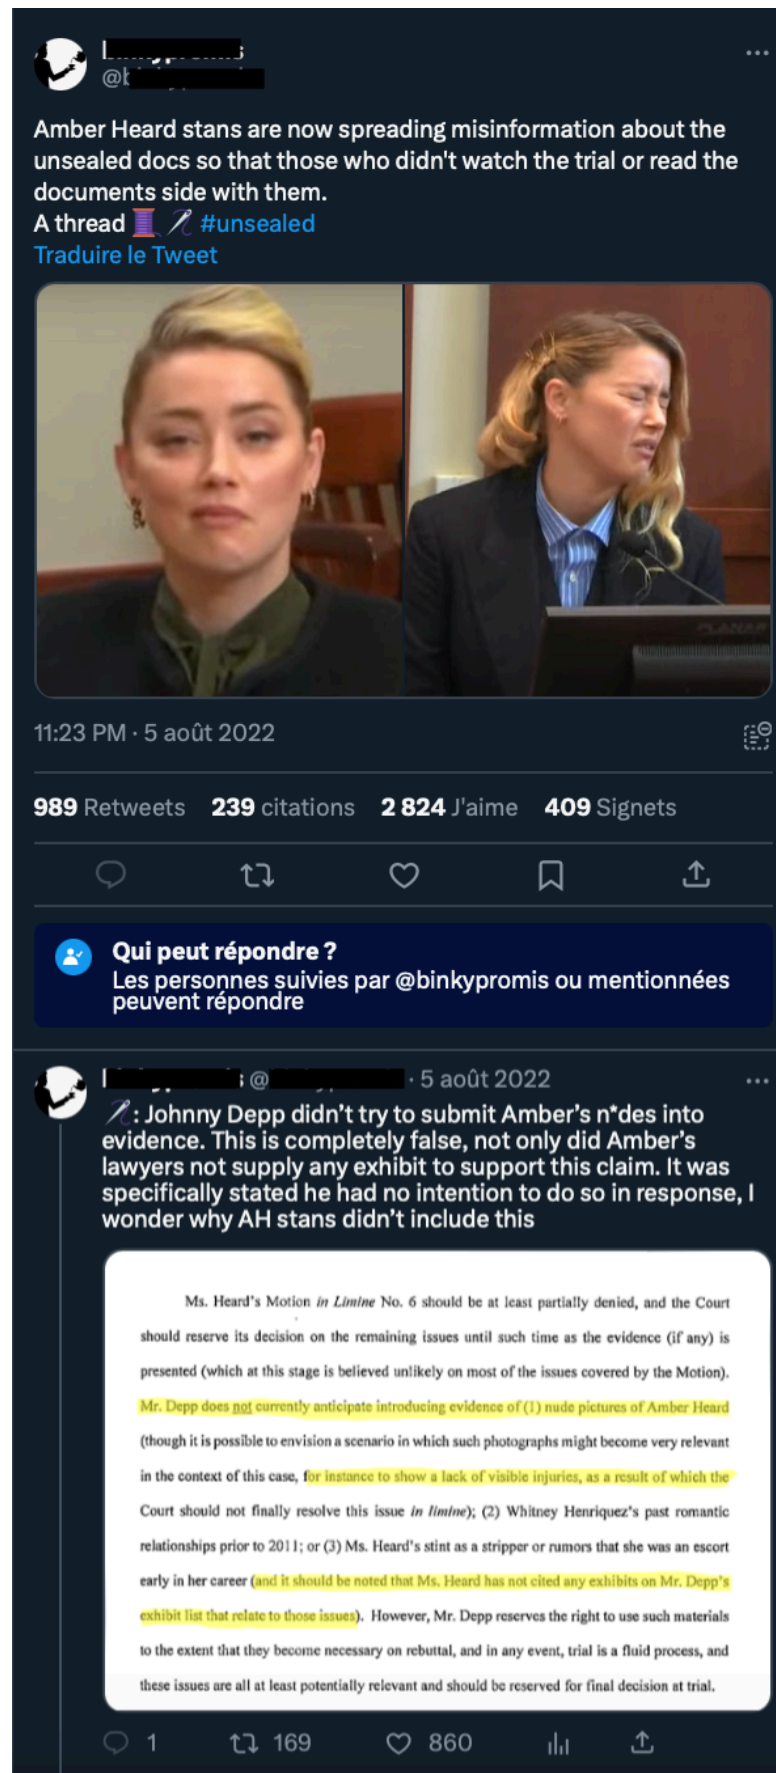 Amber Heard stans are now spreading misinformation about the
unsealed docs so that those who didn't watch the trial or read the
documents side with them.
A thread 🧵 🪡 #unsealed
Traduire le Tweet
PLANAR
11:23 PM · 5 août 2022
989 Retweets 239 citations 2 824 J'aime 409 Signets
Qui peut répondre ?
Les personnes suivies par @binkypromis ou mentionnées
peuvent répondre
· 5 août 2022
🪡: Johnny Depp didn’t try to submit Amber’s n*des into
evidence. This is completely false, not only did Amber’s
lawyers not supply any exhibit to support this claim. It was
specifically stated he had no intention to do so in response, I
wonder why AH stans didn’t include this
Ms. Heard's Motion in Limine No. 6 should be at least partially denied, and the Court
should reserve its decision on the remaining issues until such time as the evidence (if any) is
presented (which at this stage is believed unlikely on most of the issues covered by the Motion).
Mr. Depp does not currently anticipate introducing evidence of (1) nude pictures of Amber Heard
(though it is possible to envision a scenario in which such photographs might become very relevant
in the context of this case, for instance to show a lack of visible injuries, as a result of which the
Court should not finally resolve this issue in limine); (2) Whitney Henriquez's past romantic
relationships prior to 2011; or (3) Ms. Heard's stint as a stripper or rumors that she was an escort
early in her career (and it should be noted that Ms. Heard has not cited any exhibits on Mr. Depp's
exhibit list that relate to those issues). However, Mr. Depp reserves the right to use such materials
to the extent that they become necessary on rebuttal, and in any event, trial is a fluid process, and
these issues are all at least potentially relevant and should be reserved for final decision at trial.
1 169 860